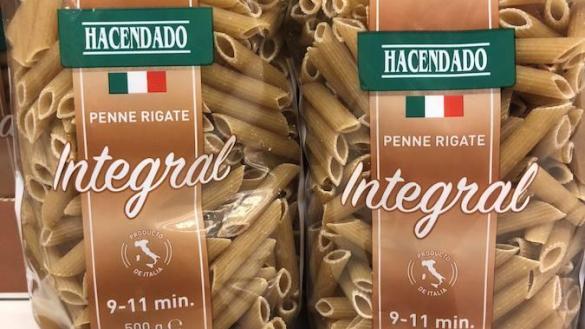 HACENDADO
PENNE RIGATE
Integral
PRODUCTO
DE ITALIA
9-11 min.
500 g e
HACENDADO
PENNE RIGATE
Integral
PRODUCTO
DE ITALIA
9-11 min.